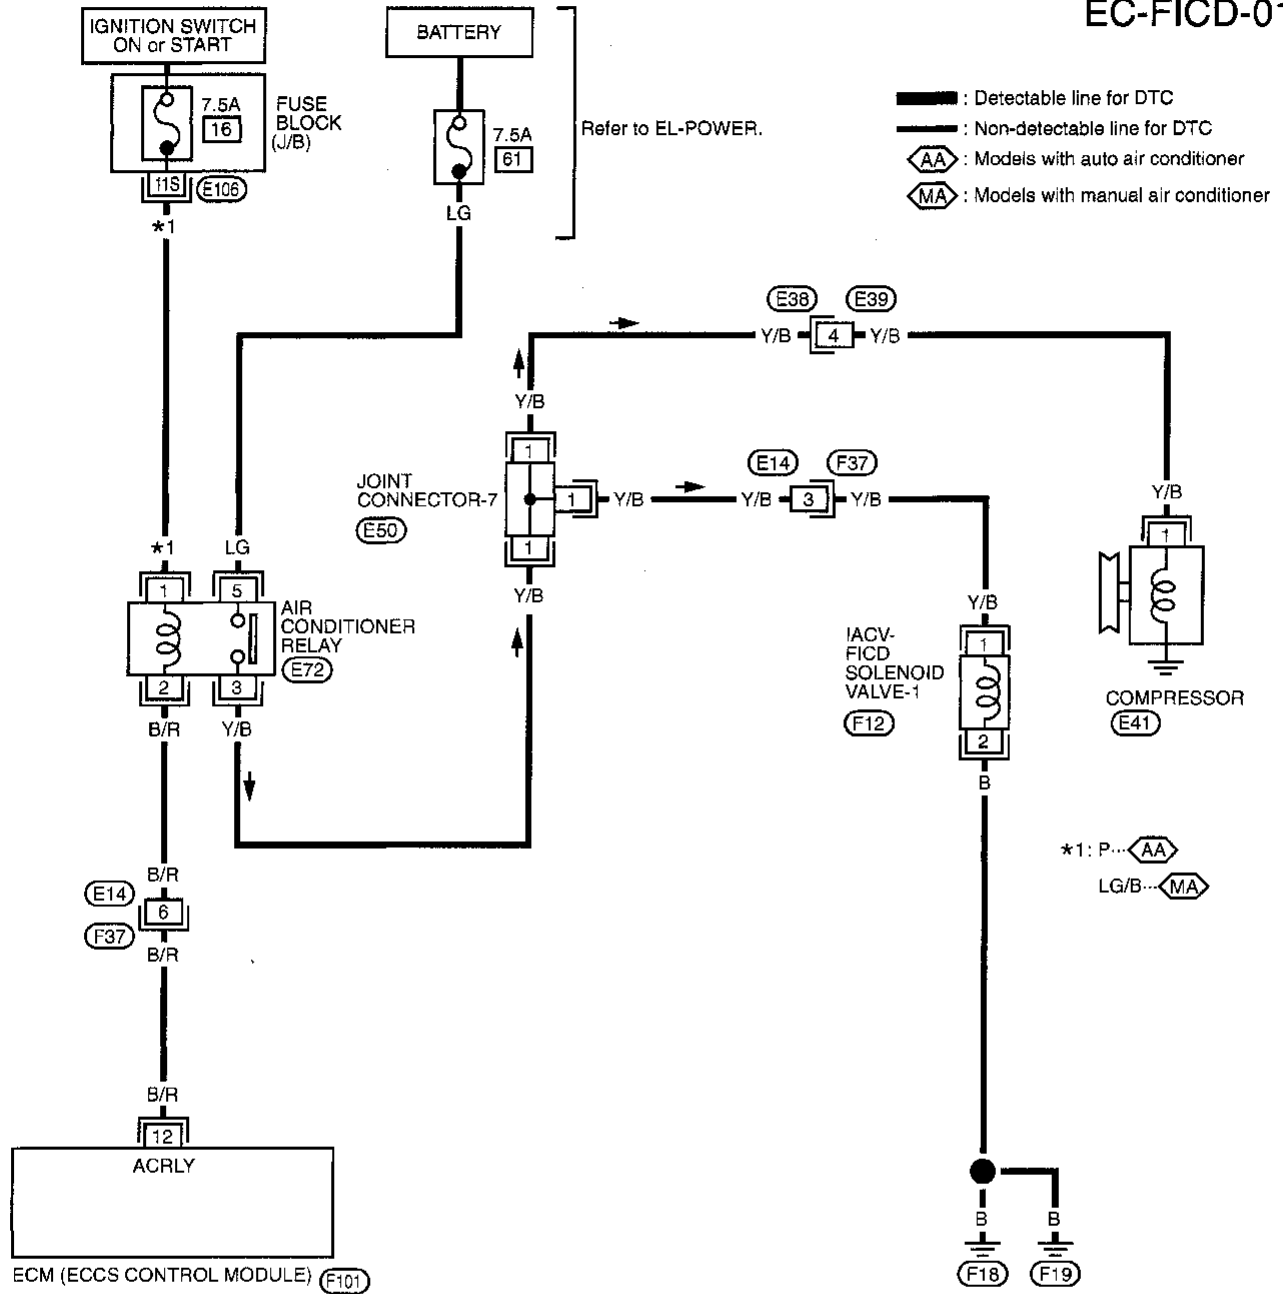 EC-FICD-01
IGNITION SWITCH
ON or START
BATTERY
7.5A
16
FUSE
BLOCK
(J/B)
7.5A
61
Refer to EL-POWER.
: Detectable line for DTC
: Non-detectable line for DTC
AA : Models with auto air conditioner
MA : Models with manual air conditioner
11S
E106
*1
LG
E38
E39
Y/B
4
Y/B
Y/B
1
JOINT
CONNECTOR-7
E50
1
Y/B
E14
F37
Y/B
3
Y/B
1
Y/B
Y/B
1
*1
LG
1
5
AIR
CONDITIONER
RELAY
E72
2
3
B/R
Y/B
Y/B
IACV-
FICD
SOLENOID
VALVE-1
F12
1
2
B
COMPRESSOR
E41
*1: P···AA
LG/B···MA
B/R
E14
6
F37
B/R
B/R
12
ACRLY
ECM (ECCS CONTROL MODULE)
F101
B
B
F18
F19